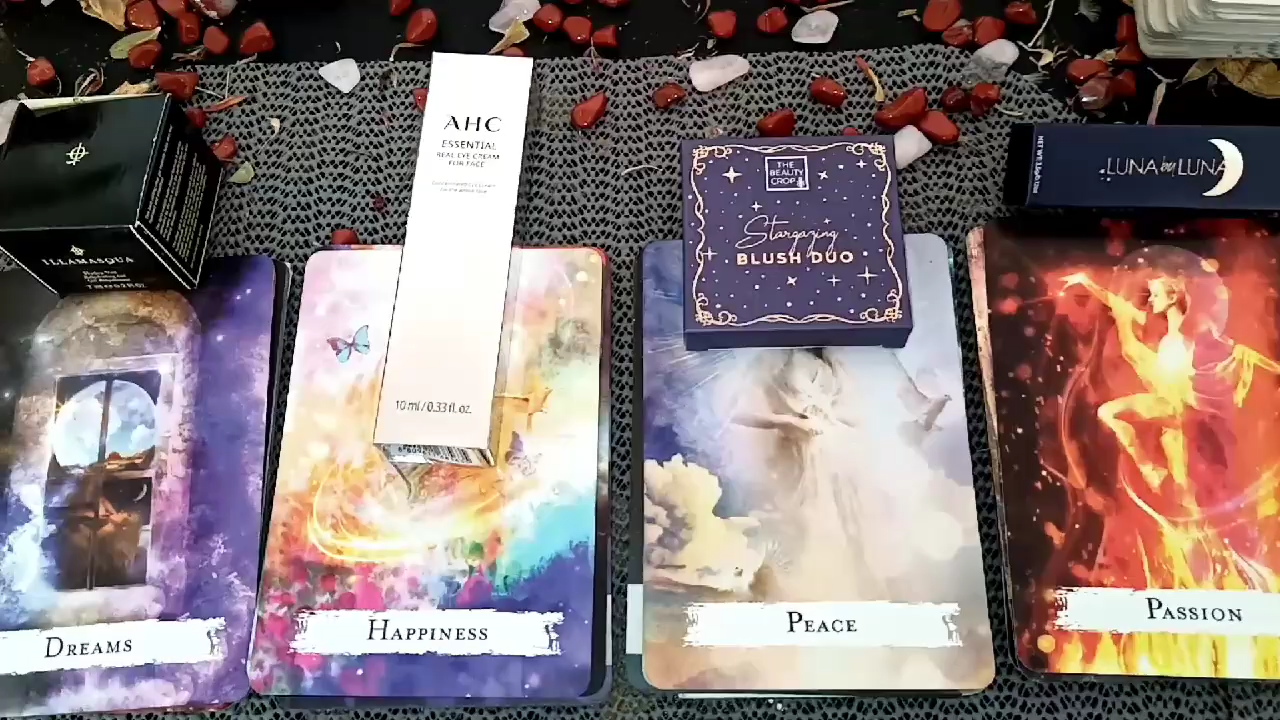 ILLAMASQUA
AHC
ESSENTIAL
REAL EYE CREAM
FOR FACE
10 ml / 0.33 fl.oz.
THE
BEAUTY
CROP
Stargazing
BLUSH DUO
LUNA by LUNA
DREAMS
HAPPINESS
PEACE
PASSION